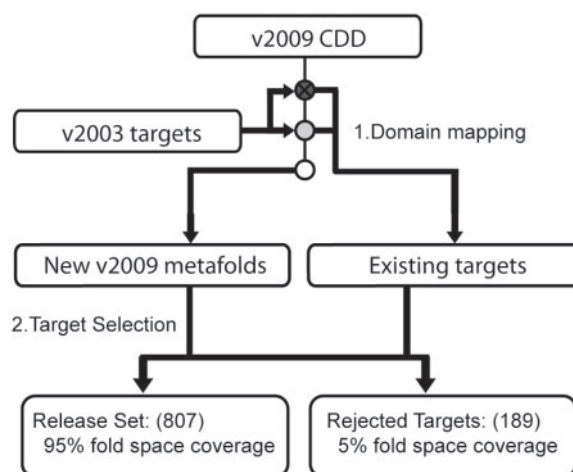 v2009 CDD
v2003 targets
1.Domain mapping
New v2009 metafolds
Existing targets
2.Target Selection
Release Set: (807)
95% fold space coverage
Rejected Targets: (189)
5% fold space coverage